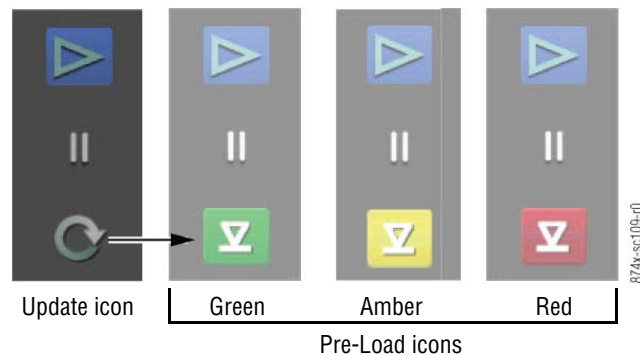 Update icon
Green
Amber
Red
Pre-Load icons
874x-sc109-r0